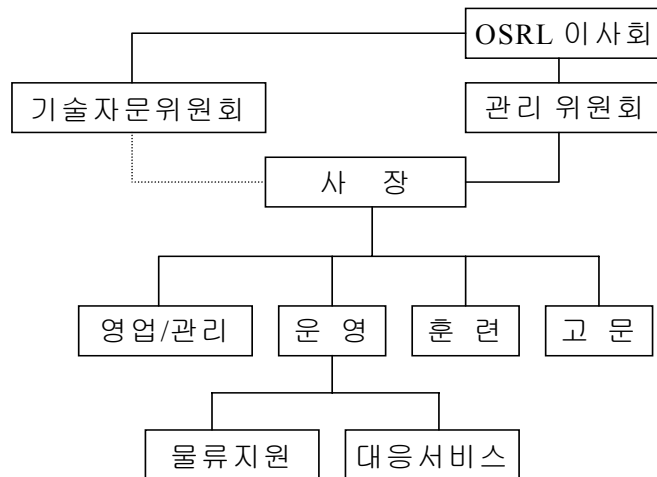 OSRL 이사회
기술자문위원회
관리 위원회
사 장
영업/관리
운 영
훈 련
고 문
물류지원
대응서비스